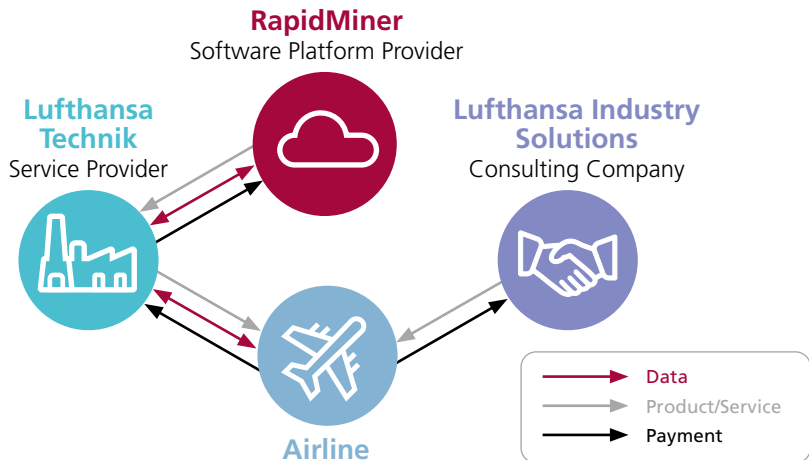 RapidMiner
Software Platform Provider
Lufthansa
Technik
Service Provider
Lufthansa Industry
Solutions
Consulting Company
Airline
Data
Product/Service
Payment